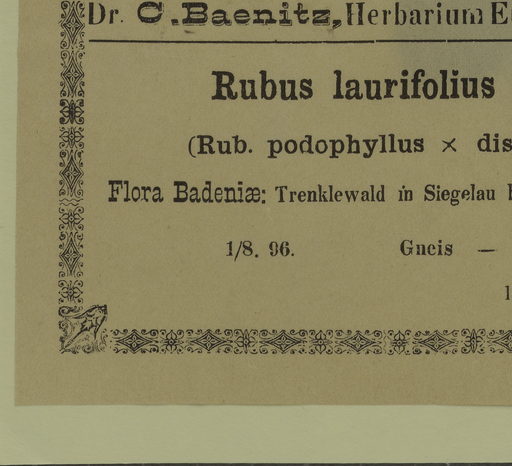 Dr. C. Baenitz, Herbarium
Rubus laurifolius
(Rub. podophyllus × dis
Flora Badeniæ: Trenklewald in Siegelau
1/8. 96. Gneis —